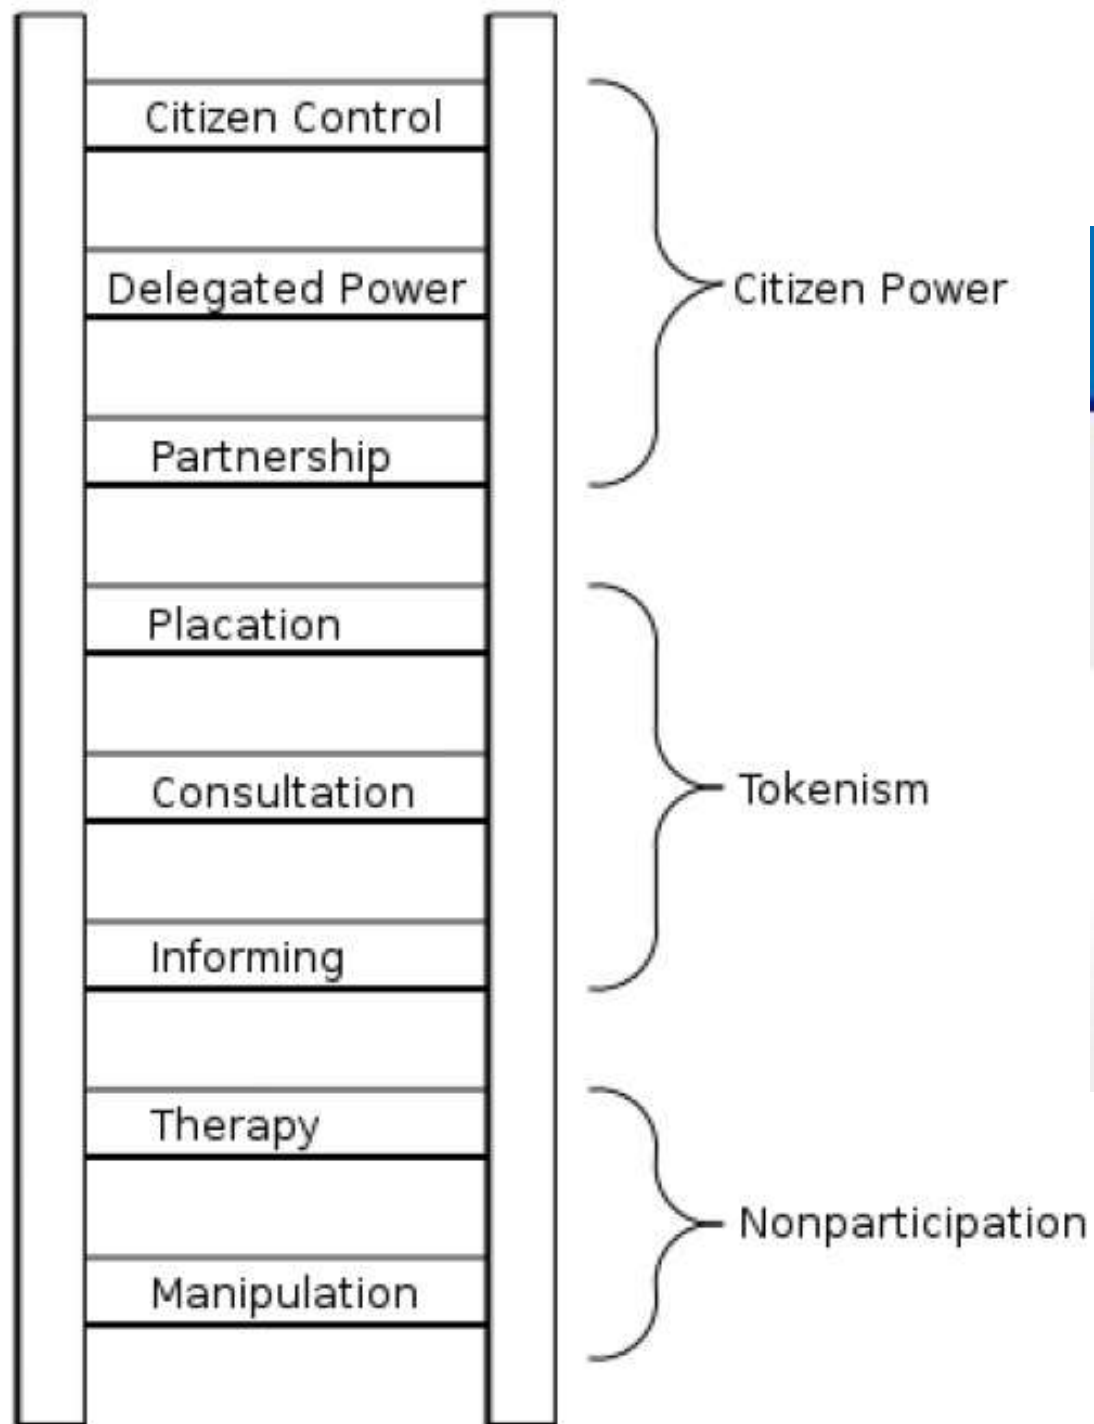 Citizen Control
Delegated Power
Citizen Power
Partnership
Placation
Consultation
Tokenism
Informing
Therapy
Nonparticipation
Manipulation